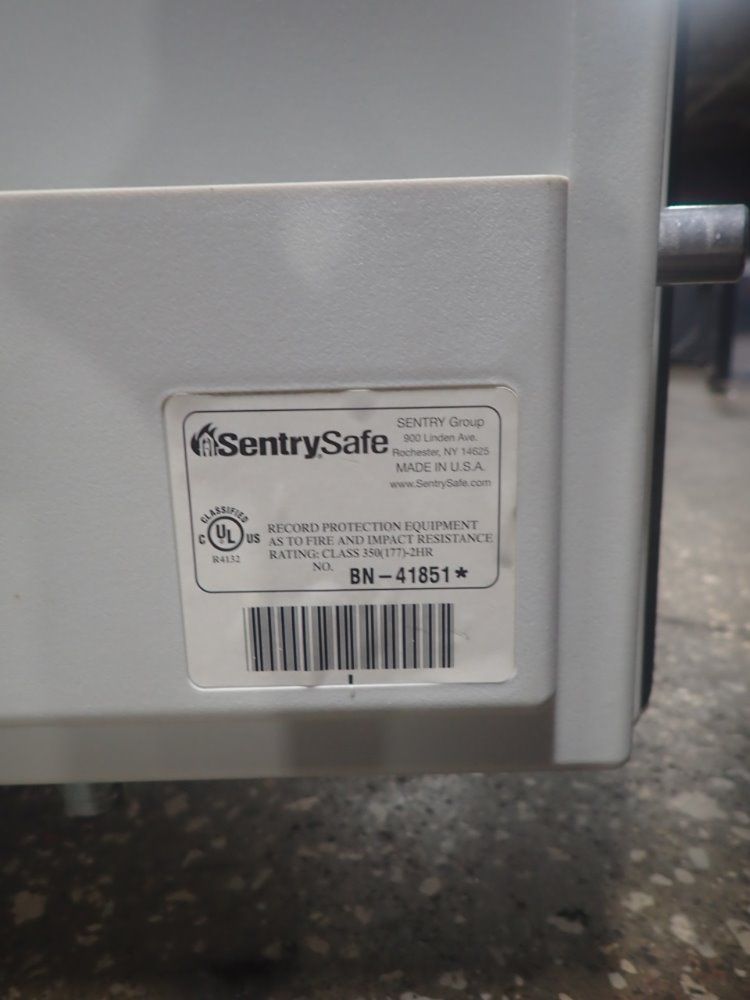 SentrySafe
SENTRY Group
900 Linden Ave.
Rochester, NY 14625
MADE IN U.S.A.
www.SentrySafe.com
CLASSIFIED
C UL US
R4132
RECORD PROTECTION EQUIPMENT
AS TO FIRE AND IMPACT RESISTANCE
RATING: CLASS 350(177)-2HR
NO. BN-41851*